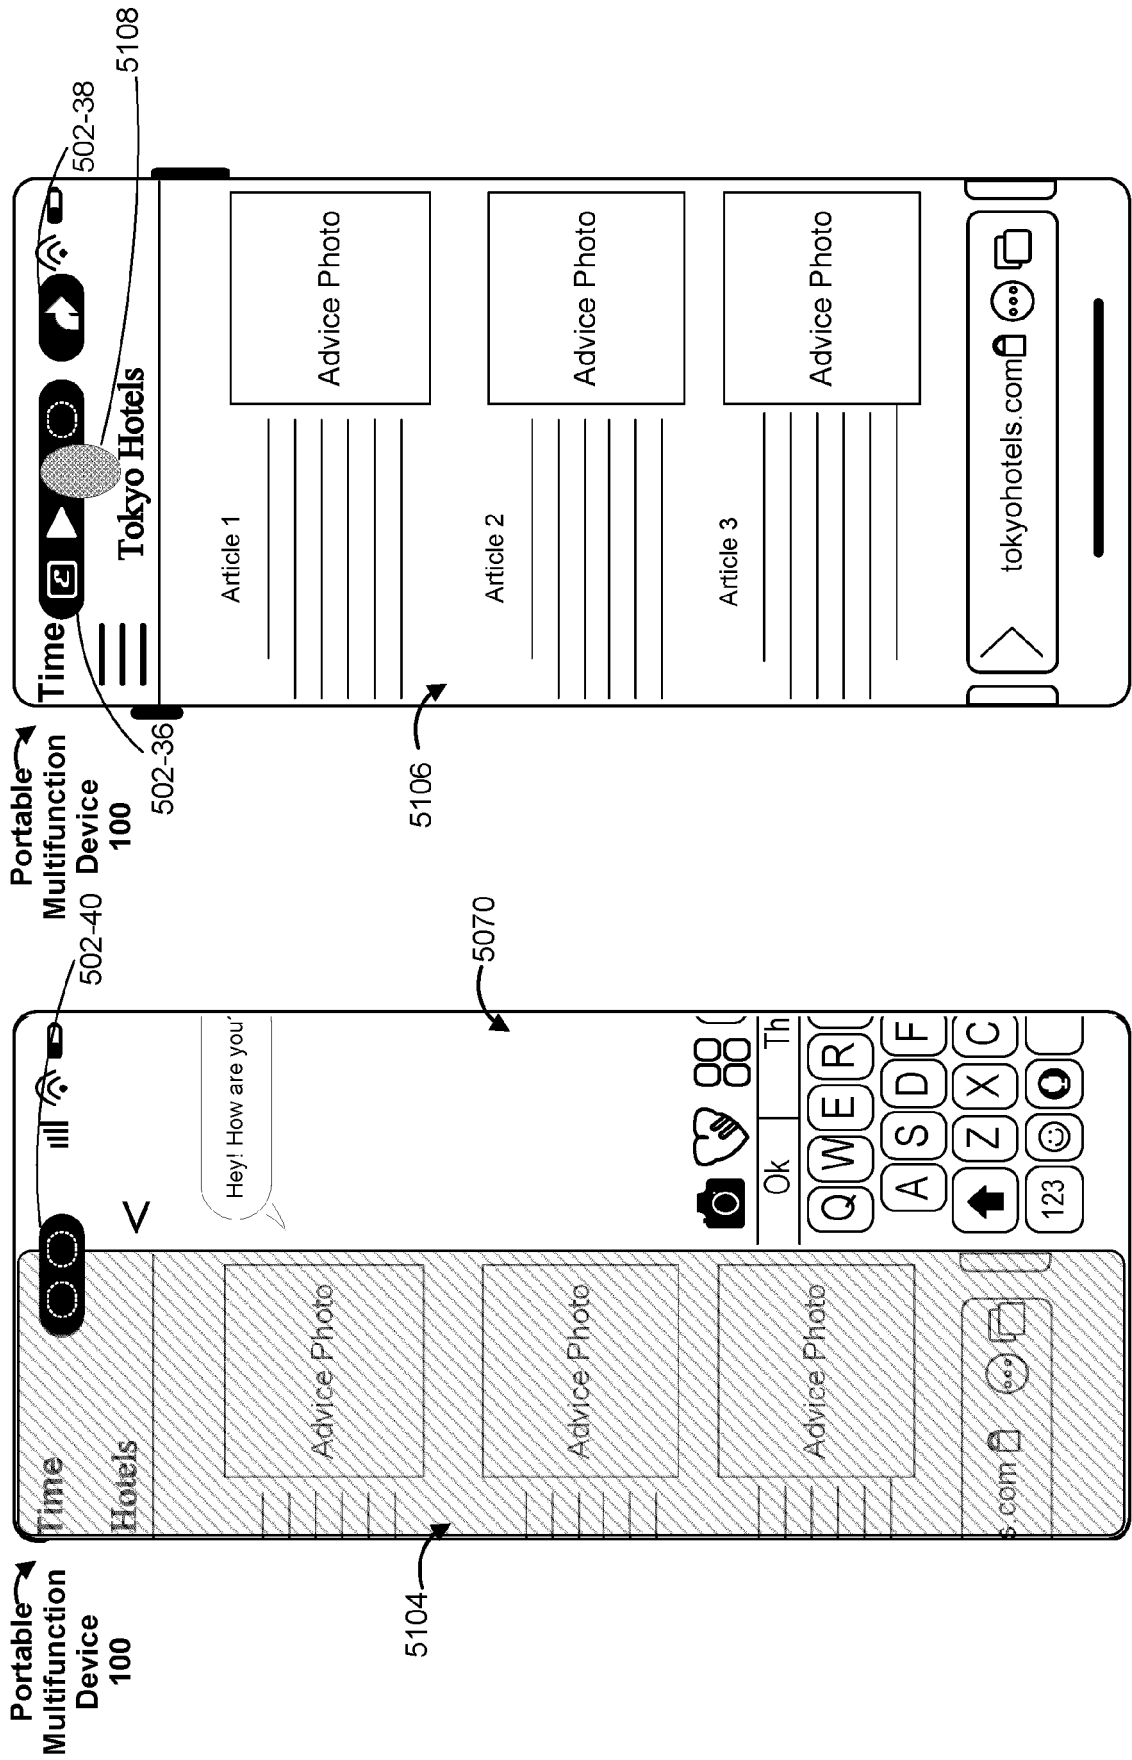 Portable
Multifunction
Device
100
502-40
Time
Hotels
<
Hey! How are you
5070
Advice Photo
Advice Photo
Advice Photo
5104
s.com
Ok
Th
Q W E R
A S D F
Z X C
123
Portable
Multifunction
Device
100
502-36
502-38
5108
Time
Tokyo Hotels
Article 1
Advice Photo
Article 2
Advice Photo
Article 3
Advice Photo
5106
tokyohotels.com